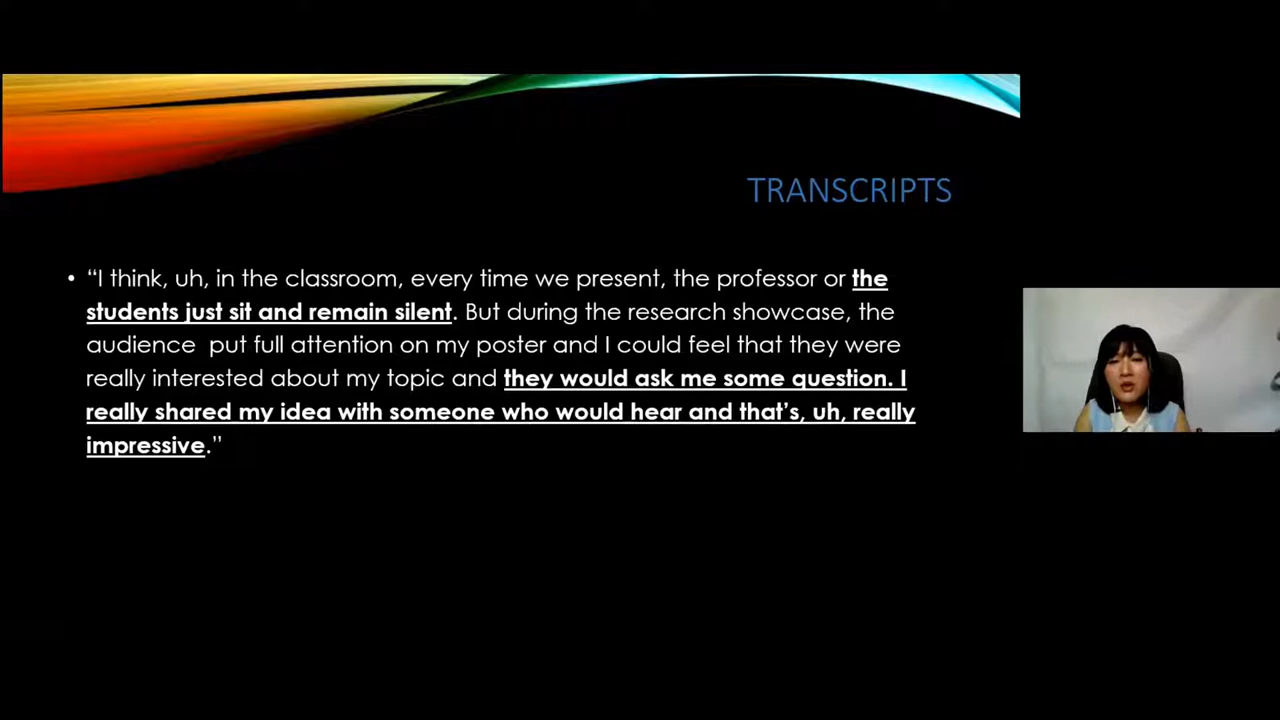 TRANSCRIPTS
• “I think, uh, in the classroom, every time we present, the professor or the
students just sit and remain silent. But during the research showcase, the
audience  put full attention on my poster and I could feel that they were
really interested about my topic and they would ask me some question. I
really shared my idea with someone who would hear and that’s, uh, really
impressive.”